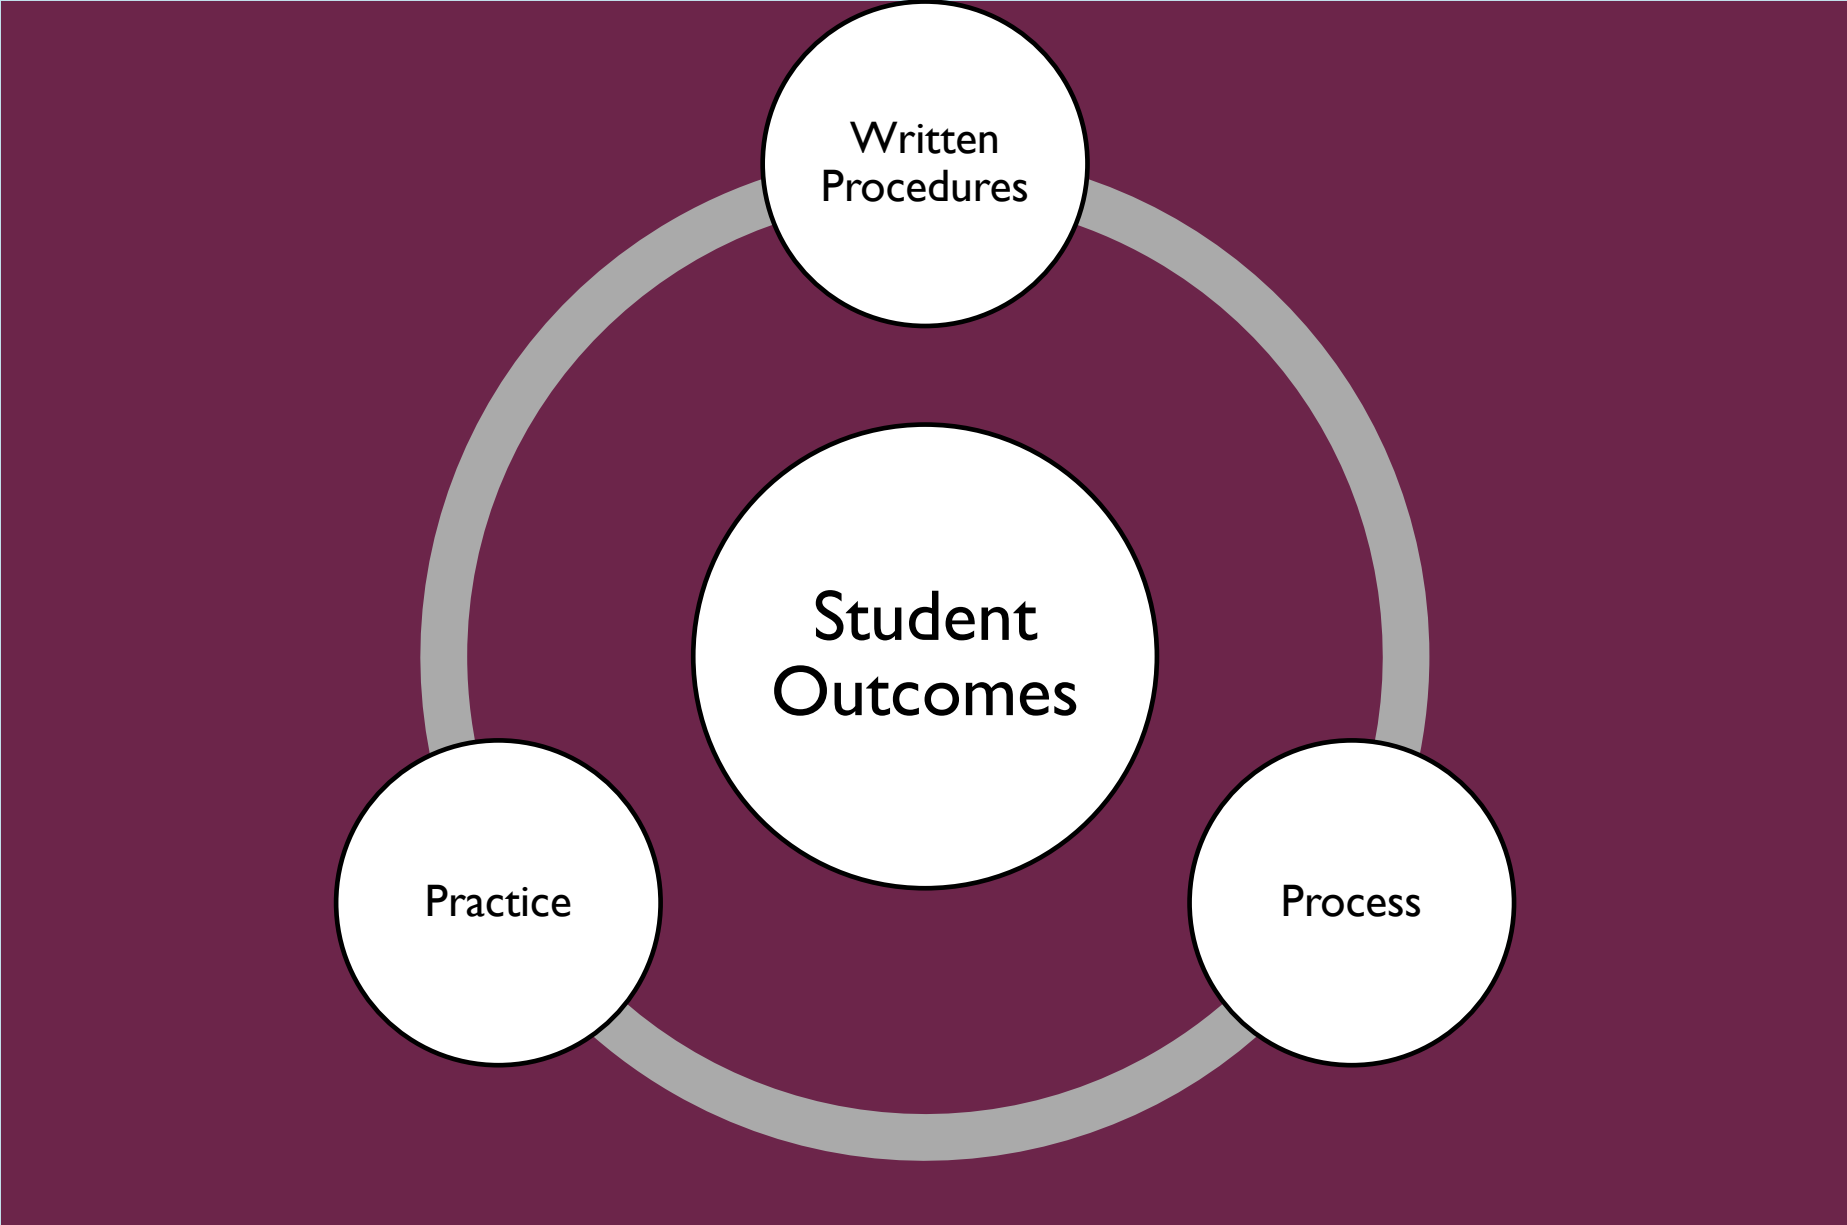 Written
Procedures
Student
Outcomes
Practice
Process